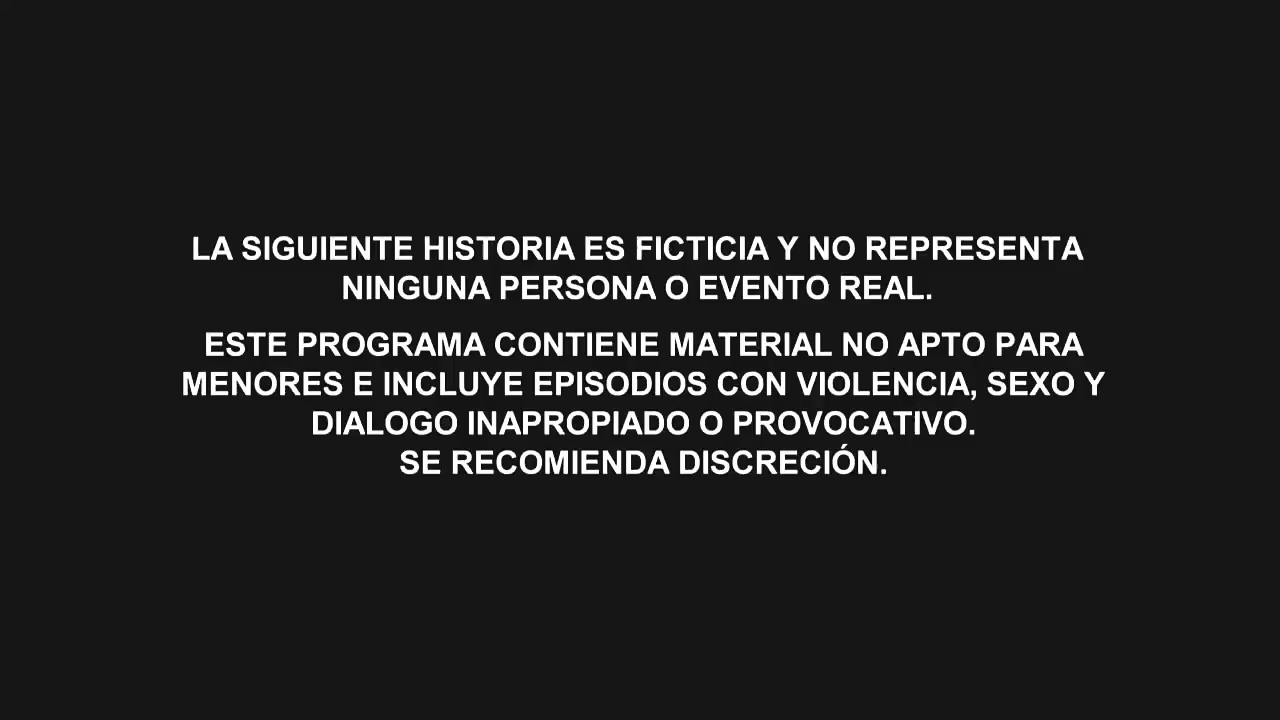 LA SIGUIENTE HISTORIA ES FICTICIA Y NO REPRESENTA
NINGUNA PERSONA O EVENTO REAL.
ESTE PROGRAMA CONTIENE MATERIAL NO APTO PARA
MENORES E INCLUYE EPISODIOS CON VIOLENCIA, SEXO Y
DIALOGO INAPROPIADO O PROVOCATIVO.
SE RECOMIENDA DISCRECIÓN.